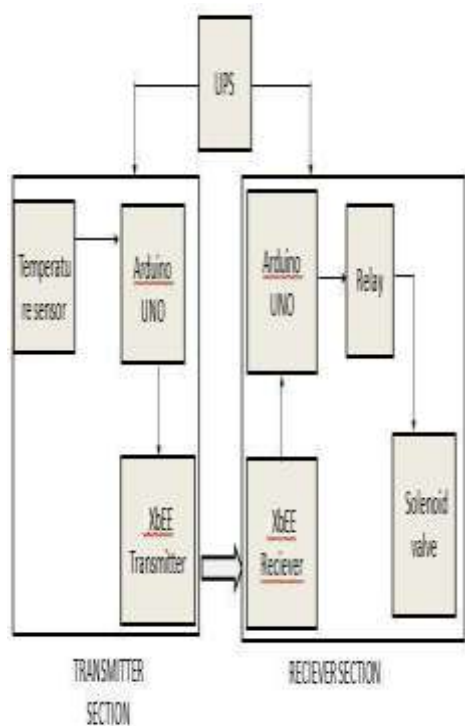 UPS
Temperatu
re sensor
Arduino
UNO
XbEE
Transmitter
TRANSMITTER
SECTION
Arduino
UNO
Relay
XbEE
Reciever
Solenoid
valve
RECIEVER SECTION